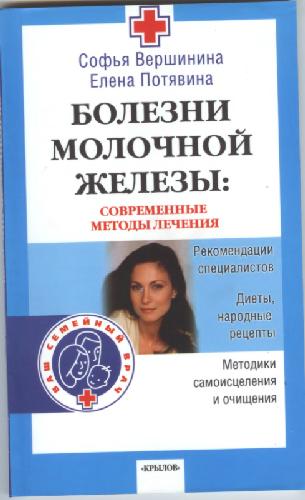 Софья Вершинина
Елена Потявина
БОЛЕЗНИ
МОЛОЧНОЙ
ЖЕЛЕЗЫ:
СОВРЕМЕННЫЕ
МЕТОДЫ ЛЕЧЕНИЯ
Рекомендации
специалистов
Диеты,
народные
рецепты
Методики
самоисцеления
и очищения
ВАШ СЕМЕЙНЫЙ ВРАЧ
«КРЫЛОВ»